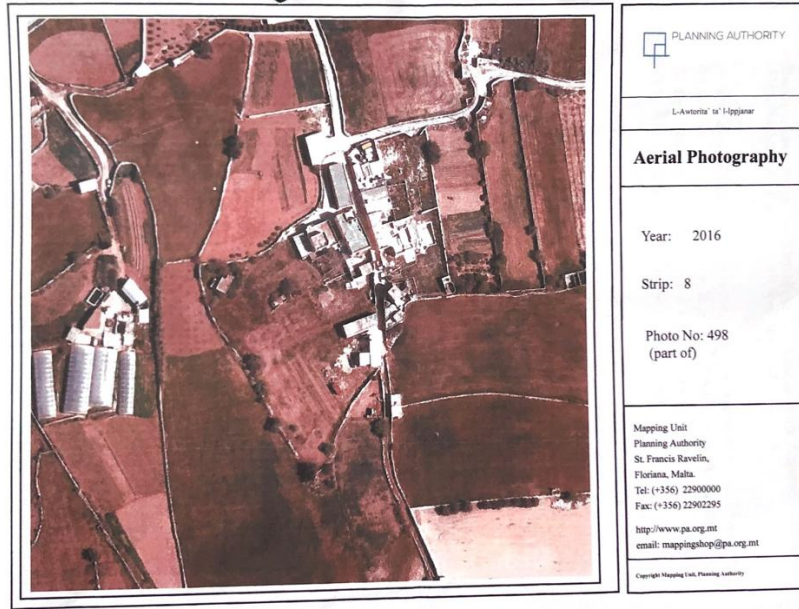 PLANNING AUTHORITY
L-Awtorita` ta` l-Ippjanar
Aerial Photography
Year: 2016
Strip: 8
Photo No: 498
(part of)
Mapping Unit
Planning Authority
St. Francis Ravelin,
Floriana, Malta.
Tel: (+356) 22900000
Fax: (+356) 22902295
http://www.pa.org.mt
email: mappingshop@pa.org.mt
Copyright Mapping Unit, Planning Authority